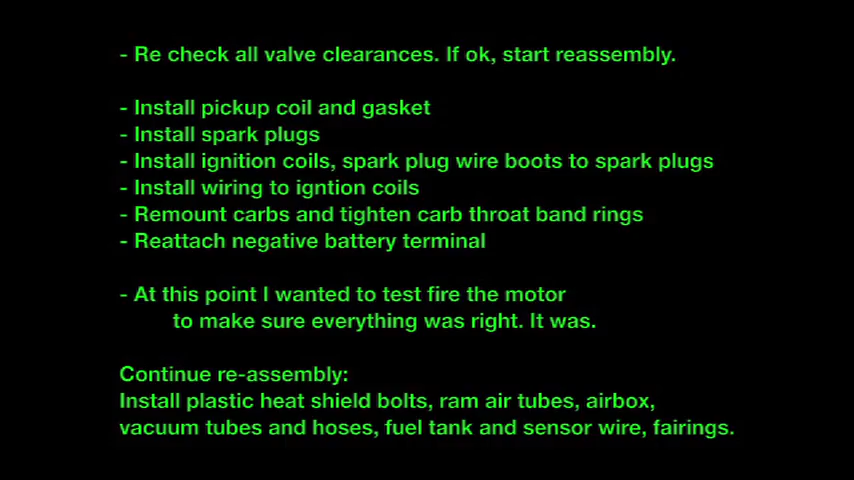 - Re check all valve clearances. If ok, start reassembly.
- Install pickup coil and gasket
- Install spark plugs
- Install ignition coils, spark plug wire boots to spark plugs
- Install wiring to igntion coils
- Remount carbs and tighten carb throat band rings
- Reattach negative battery terminal
- At this point I wanted to test fire the motor
to make sure everything was right. It was.
Continue re-assembly:
Install plastic heat shield bolts, ram air tubes, airbox,
vacuum tubes and hoses, fuel tank and sensor wire, fairings.